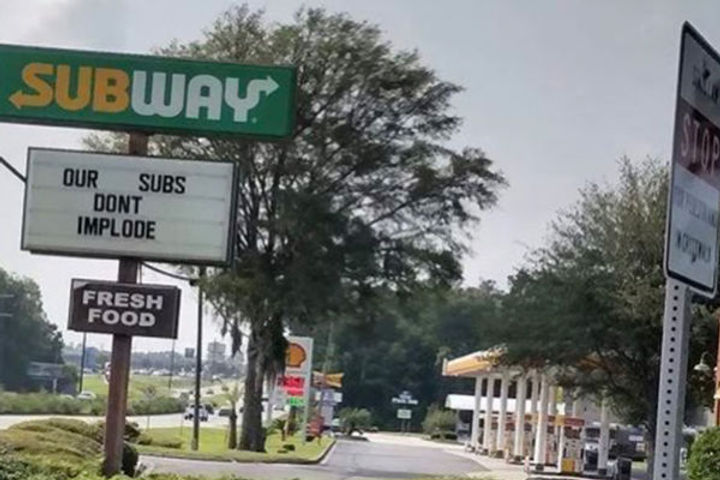 SUBWAY
OUR SUBS
DONT
IMPLODE
FRESH
FOOD
STOP